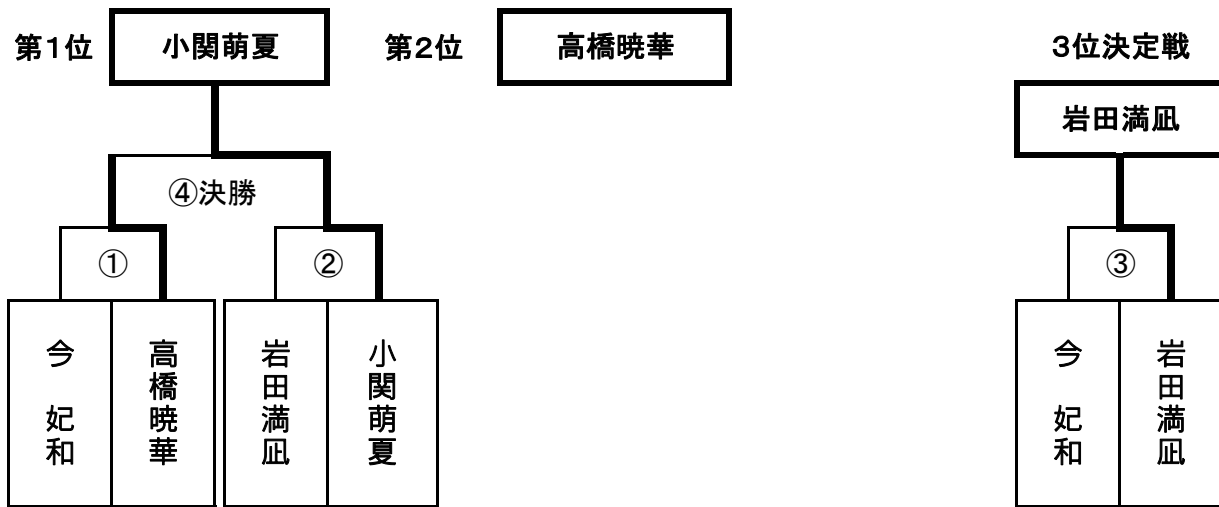 第1位
小関萌夏
第2位
高橋暁華
3位決定戦
岩田満凪
④決勝
①
②
③
今 妃和
高橋暁華
岩田満凪
小関萌夏
今 妃和
岩田満凪